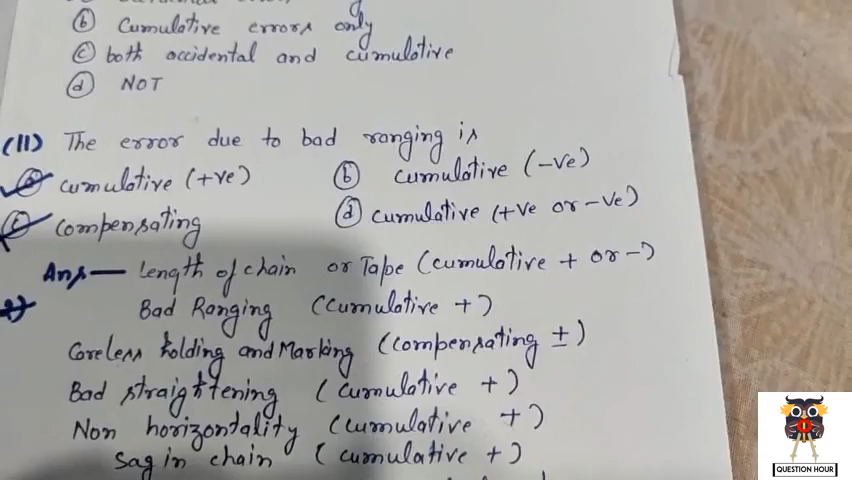 (b) Cumulative errors only
(c) both accidental and cumulative
(d) NOT
(11) The error due to bad ranging is
(a) cumulative (+ve) (b) cumulative (-ve)
(c) compensating (d) cumulative (+ve or -ve)
Ans — Length of chain or Tape (cumulative + or -)
Bad Ranging (cumulative +)
Careless holding and Marking (compensating ±)
Bad straightening (cumulative +)
Non horizontality (cumulative +)
Sag in chain (cumulative +)
QUESTION HOUR